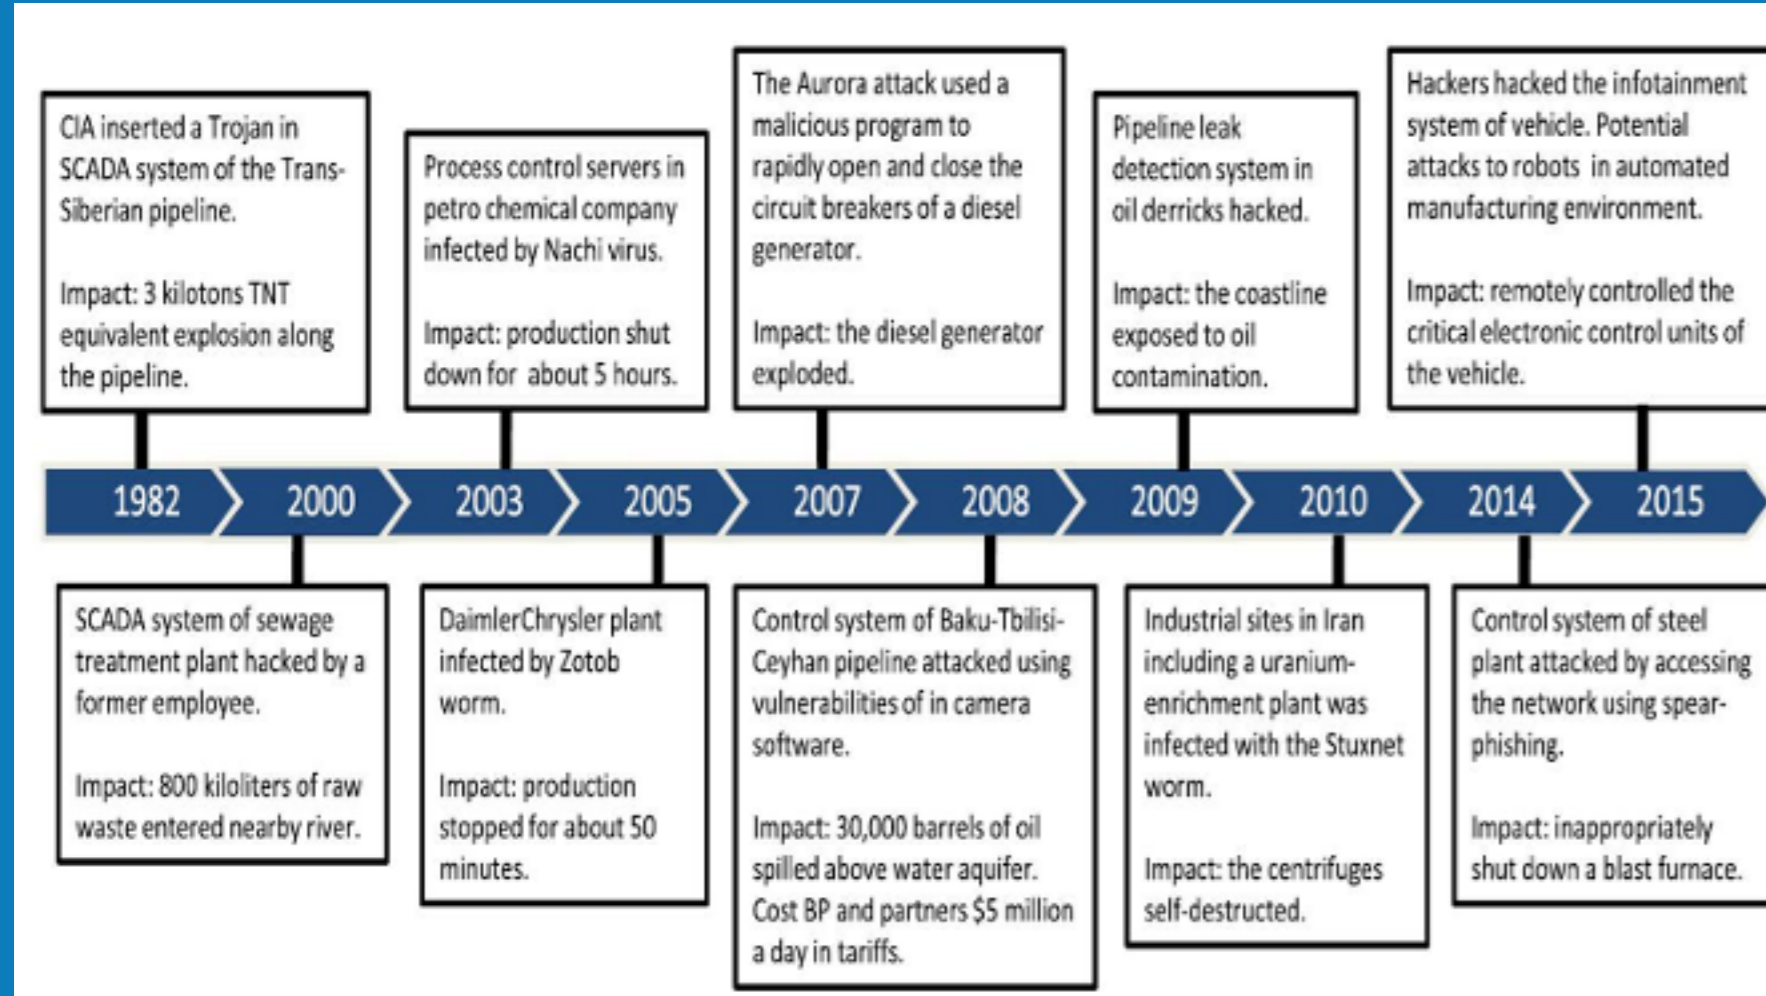 CIA inserted a Trojan in
SCADA system of the Trans-
Siberian pipeline.
Impact: 3 kilotons TNT
equivalent explosion along
the pipeline.
Process control servers in
petro chemical company
infected by Nachi virus.
Impact: production shut
down for about 5 hours.
The Aurora attack used a
malicious program to
rapidly open and close the
circuit breakers of a diesel
generator.
Impact: the diesel generator
exploded.
Pipeline leak
detection system in
oil derricks hacked.
Impact: the coastline
exposed to oil
contamination.
Hackers hacked the infotainment
system of vehicle. Potential
attacks to robots in automated
manufacturing environment.
Impact: remotely controlled the
critical electronic control units of
the vehicle.
1982 2000 2003 2005 2007 2008 2009 2010 2014 2015
SCADA system of sewage
treatment plant hacked by a
former employee.
Impact: 800 kiloliters of raw
waste entered nearby river.
DaimlerChrysler plant
infected by Zotob
worm.
Impact: production
stopped for about 50
minutes.
Control system of Baku-Tbilisi-
Ceyhan pipeline attacked using
vulnerabilities of in camera
software.
Impact: 30,000 barrels of oil
spilled above water aquifer.
Cost BP and partners $5 million
a day in tariffs.
Industrial sites in Iran
including a uranium-
enrichment plant was
infected with the Stuxnet
worm.
Impact: the centrifuges
self-destructed.
Control system of steel
plant attacked by accessing
the network using spear-
phishing.
Impact: inappropriately
shut down a blast furnace.